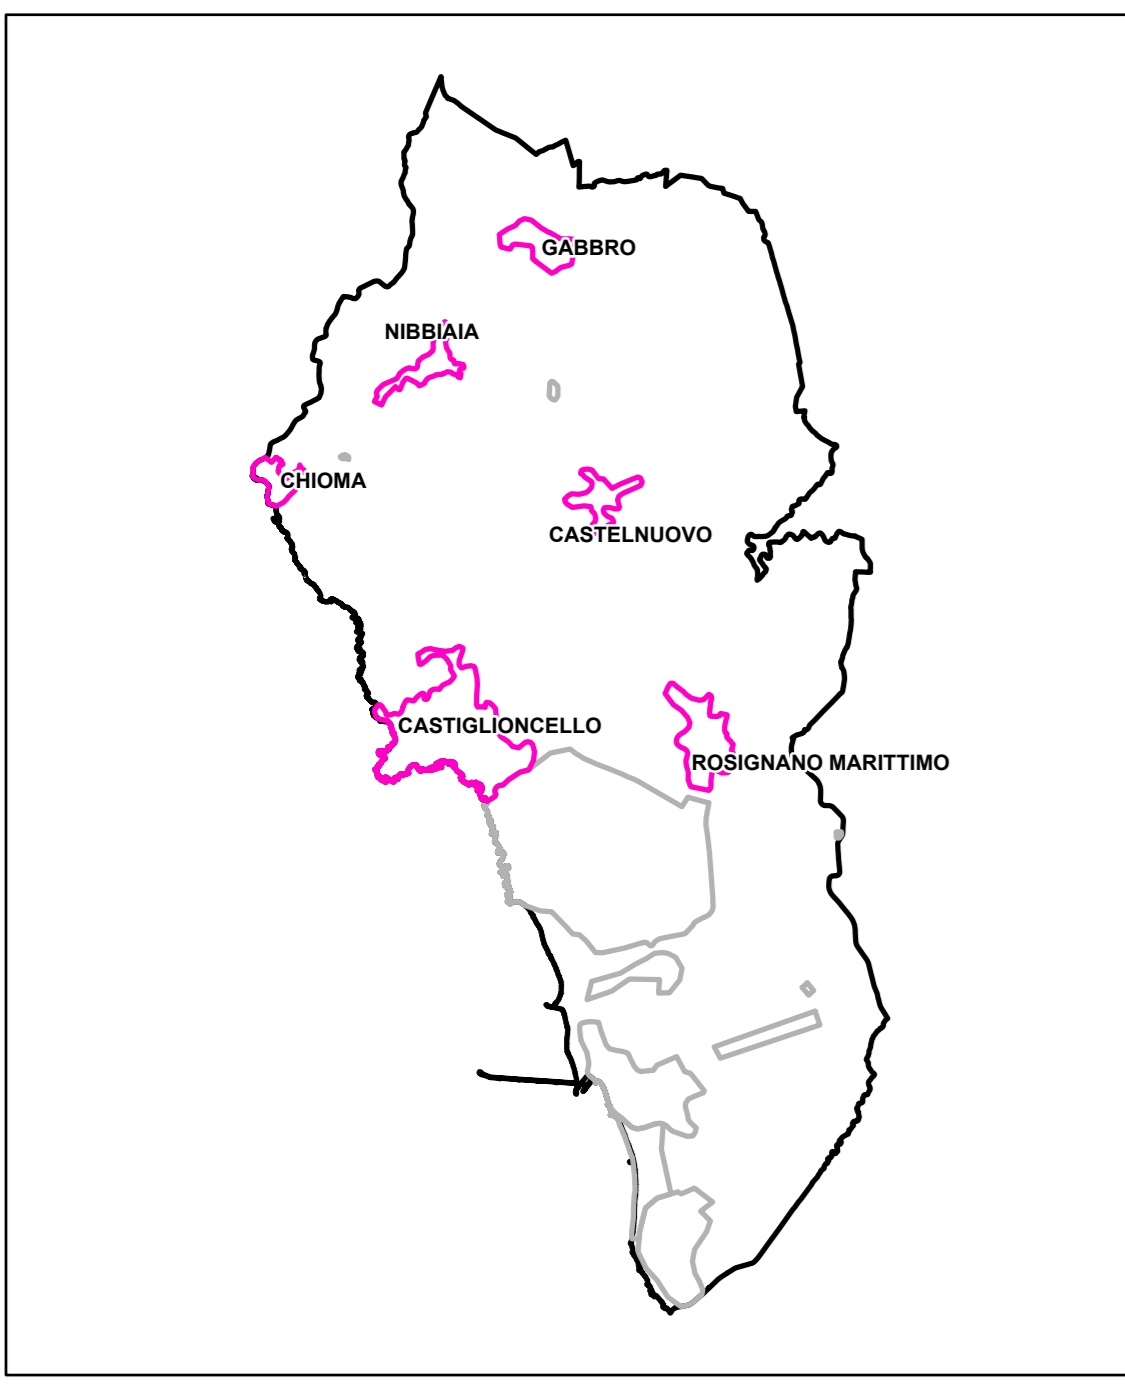 GABBRO
NIBBIAIA
CHIOMA
CASTELNUOVO
CASTIGLIONCELLO
ROSIGNANO MARITTIMO